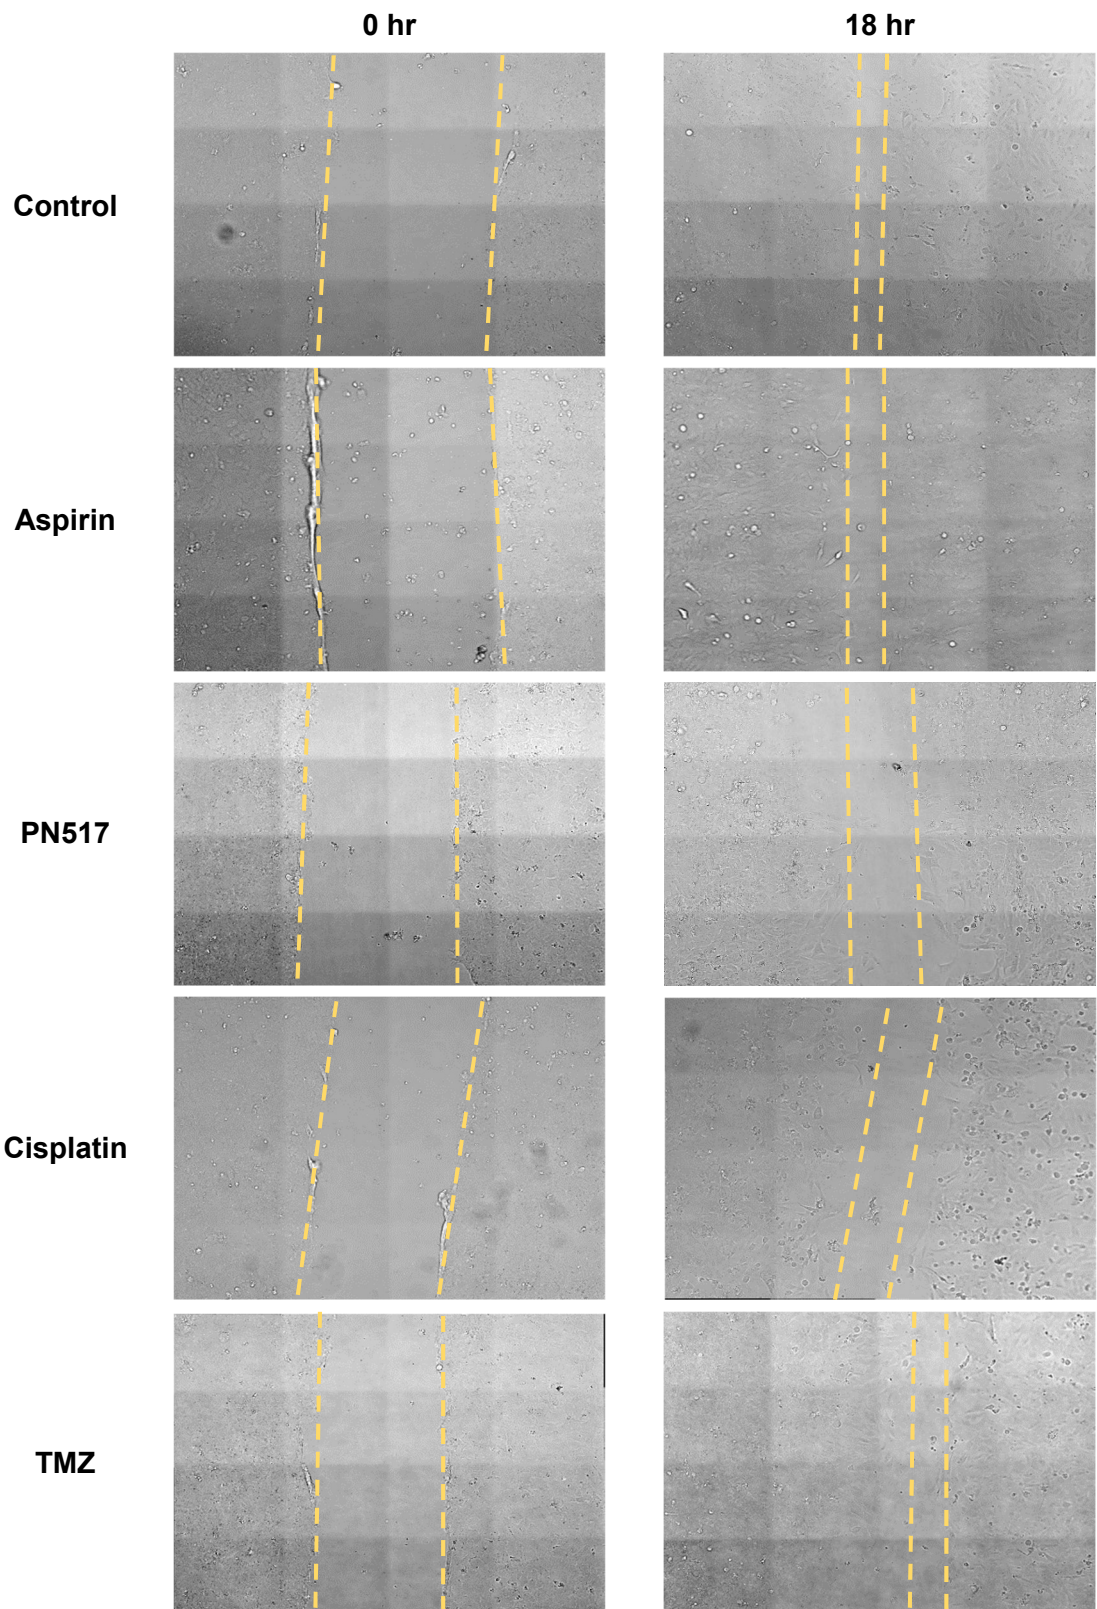 0 hr 18 hr
Control
Aspirin
PN517
Cisplatin
TMZ